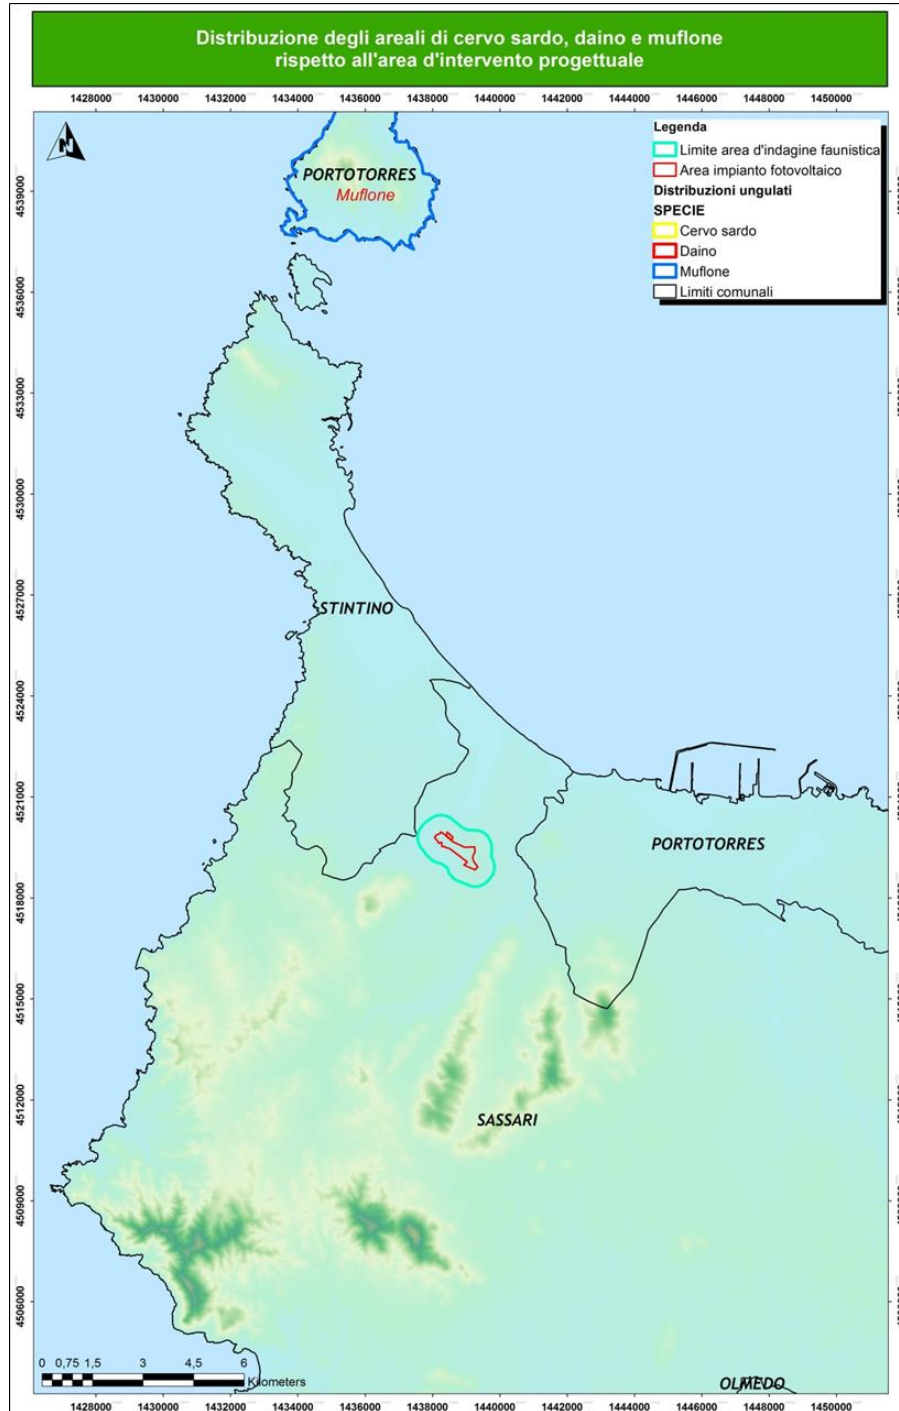 Distribuzione degli areali di cervo sardo, daino e muflone
rispetto all'area d'intervento progettuale
1428000 1430000 1432000 1434000 1436000 1438000 1440000 1442000 1444000 1446000 1448000 1450000
N
Legenda
Limite area d'indagine faunistica
Area impianto fotovoltaico
Distribuzioni ungulati
SPECIE
Cervo sardo
Daino
Muflone
Limiti comunali
PORTOTORRES
Muflone
4539000
4536000
4533000
4530000
4527000
STINTINO
4524000
4521000
PORTOTORRES
4518000
4515000
4512000
SASSARI
4509000
4506000
0 0,75 1,5 3 4,5 6
Kilometers
OLMEDO
1428000 1430000 1432000 1434000 1436000 1438000 1440000 1442000 1444000 1446000 1448000 1450000